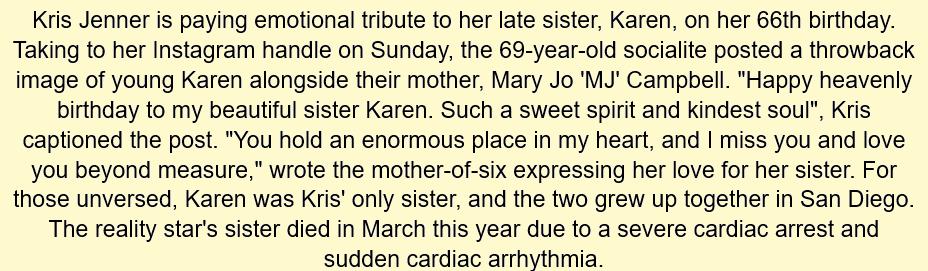 Kris Jenner is paying emotional tribute to her late sister, Karen, on her 66th birthday.
Taking to her Instagram handle on Sunday, the 69-year-old socialite posted a throwback
image of young Karen alongside their mother, Mary Jo 'MJ' Campbell. "Happy heavenly
birthday to my beautiful sister Karen. Such a sweet spirit and kindest soul", Kris
captioned the post. "You hold an enormous place in my heart, and I miss you and love
you beyond measure," wrote the mother-of-six expressing her love for her sister. For
those unversed, Karen was Kris' only sister, and the two grew up together in San Diego.
The reality star's sister died in March this year due to a severe cardiac arrest and
sudden cardiac arrhythmia.